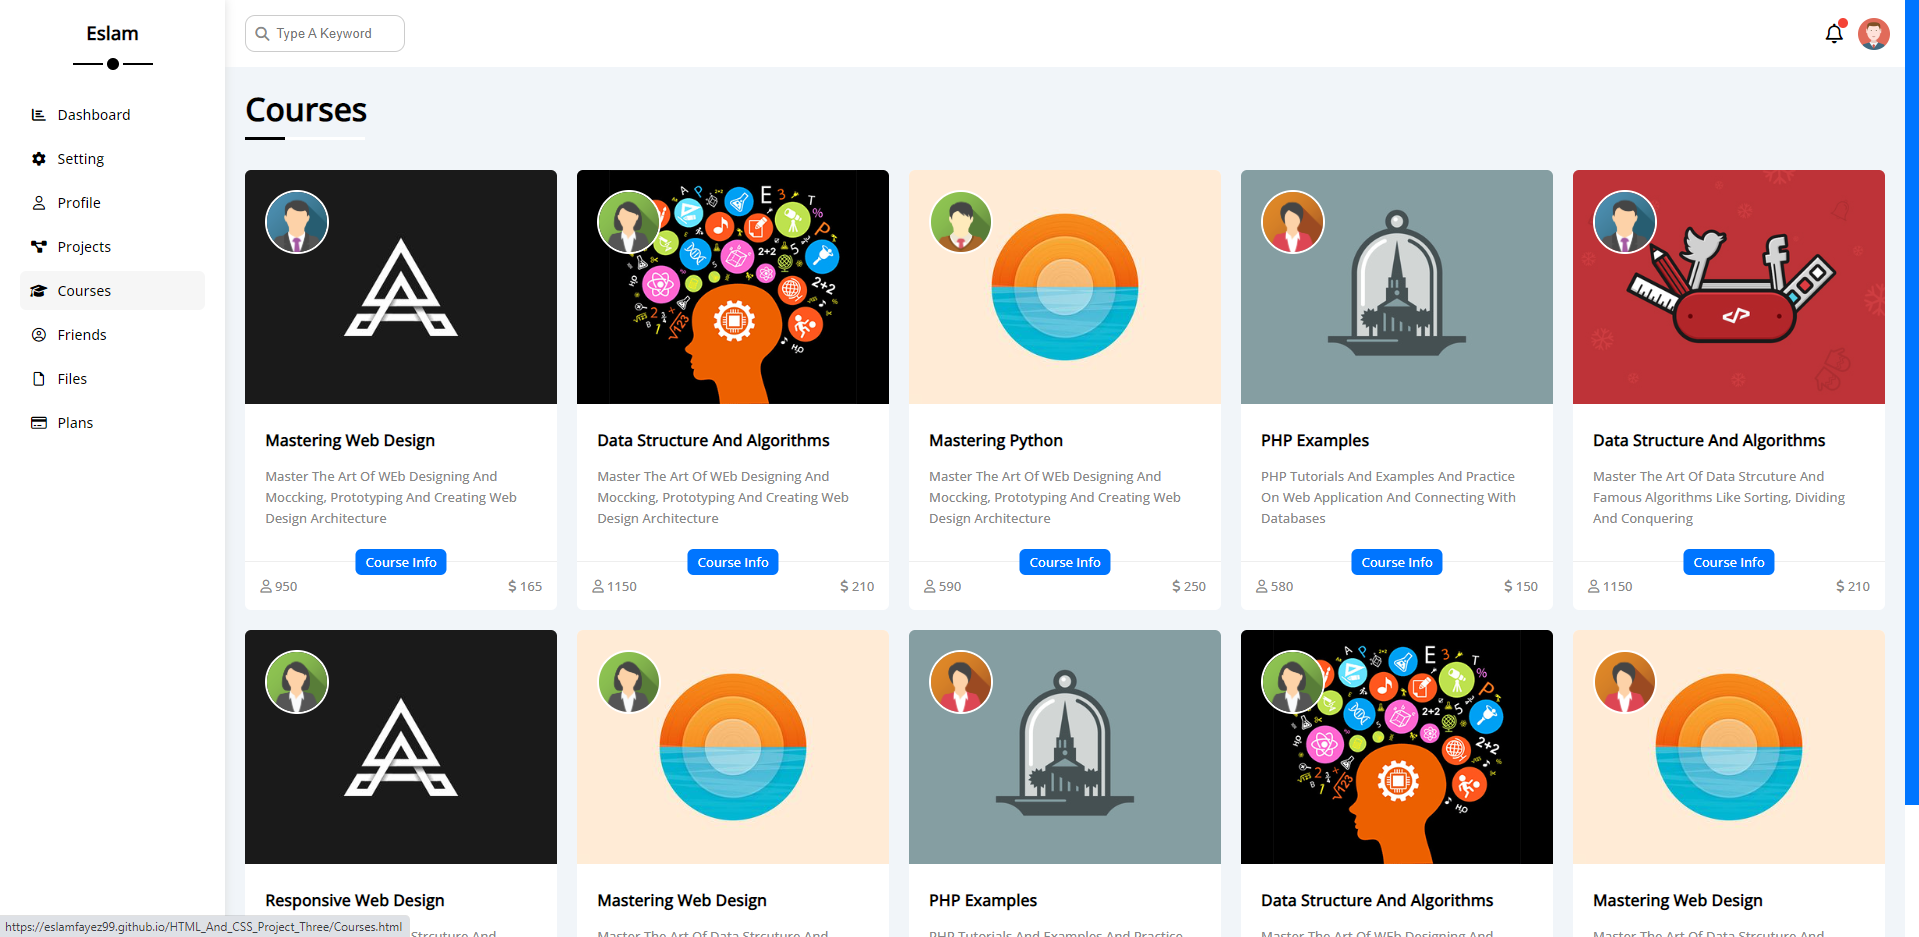 Eslam
Type A Keyword
Dashboard
Setting
Profile
Projects
Courses
Friends
Files
Plans
Courses
Mastering Web Design
Master The Art Of WEb Designing And
Moccking, Prototyping And Creating Web
Design Architecture
Course Info
950
$ 165
Data Structure And Algorithms
Master The Art Of WEb Designing And
Moccking, Prototyping And Creating Web
Design Architecture
Course Info
1150
$ 210
Mastering Python
Master The Art Of WEb Designing And
Moccking, Prototyping And Creating Web
Design Architecture
Course Info
590
$ 250
PHP Examples
PHP Tutorials And Examples And Practice
On Web Application And Connecting With
Databases
Course Info
580
$ 150
</>
Data Structure And Algorithms
Master The Art Of Data Strcuture And
Famous Algorithms Like Sorting, Dividing
And Conquering
Course Info
1150
$ 210
Responsive Web Design
Strcuture And
Mastering Web Design
Master The Art Of Data Strcuture And
PHP Examples
PHP Tutorials And Examples And Practice
Data Structure And Algorithms
Master The Art Of WEb Designing And
Mastering Web Design
Master The Art Of Data Strcuture And
https://eslamfayez99.github.io/HTML_And_CSS_Project_Three/Courses.html